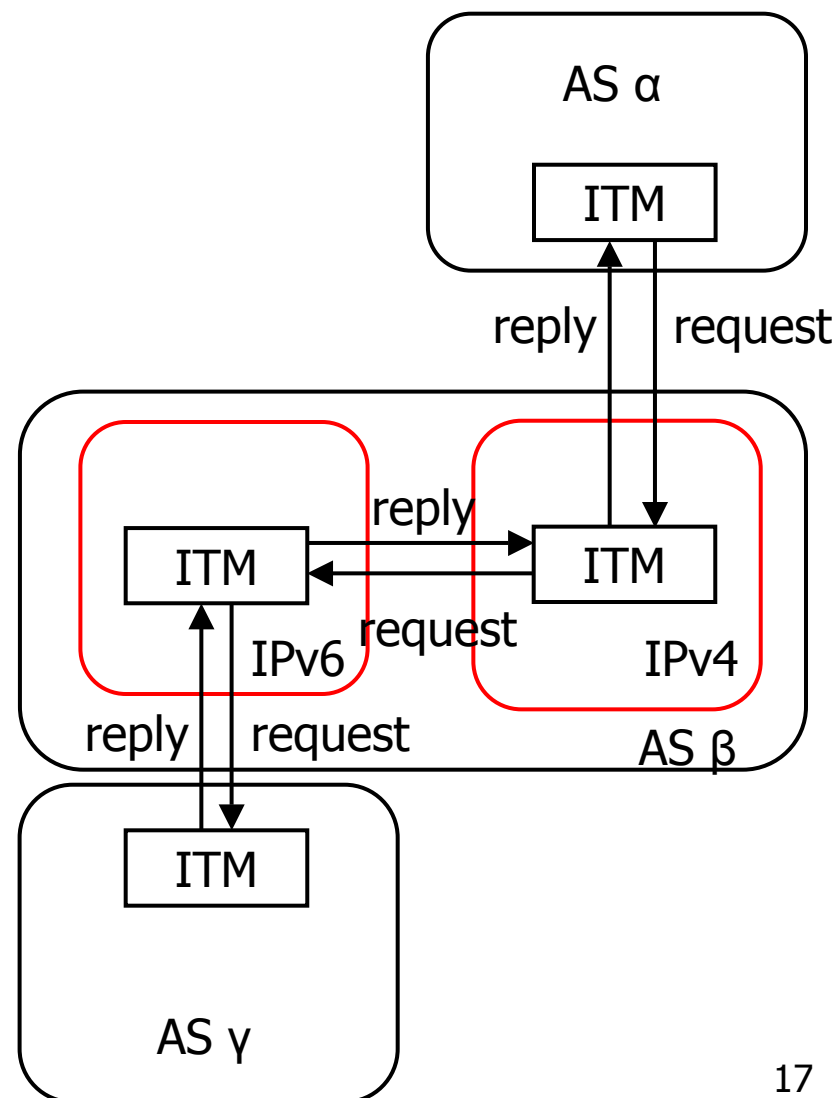 AS α
ITM
reply request
reply
ITM ITM
request
IPv6 IPv4
reply request
AS β
ITM
AS γ
17